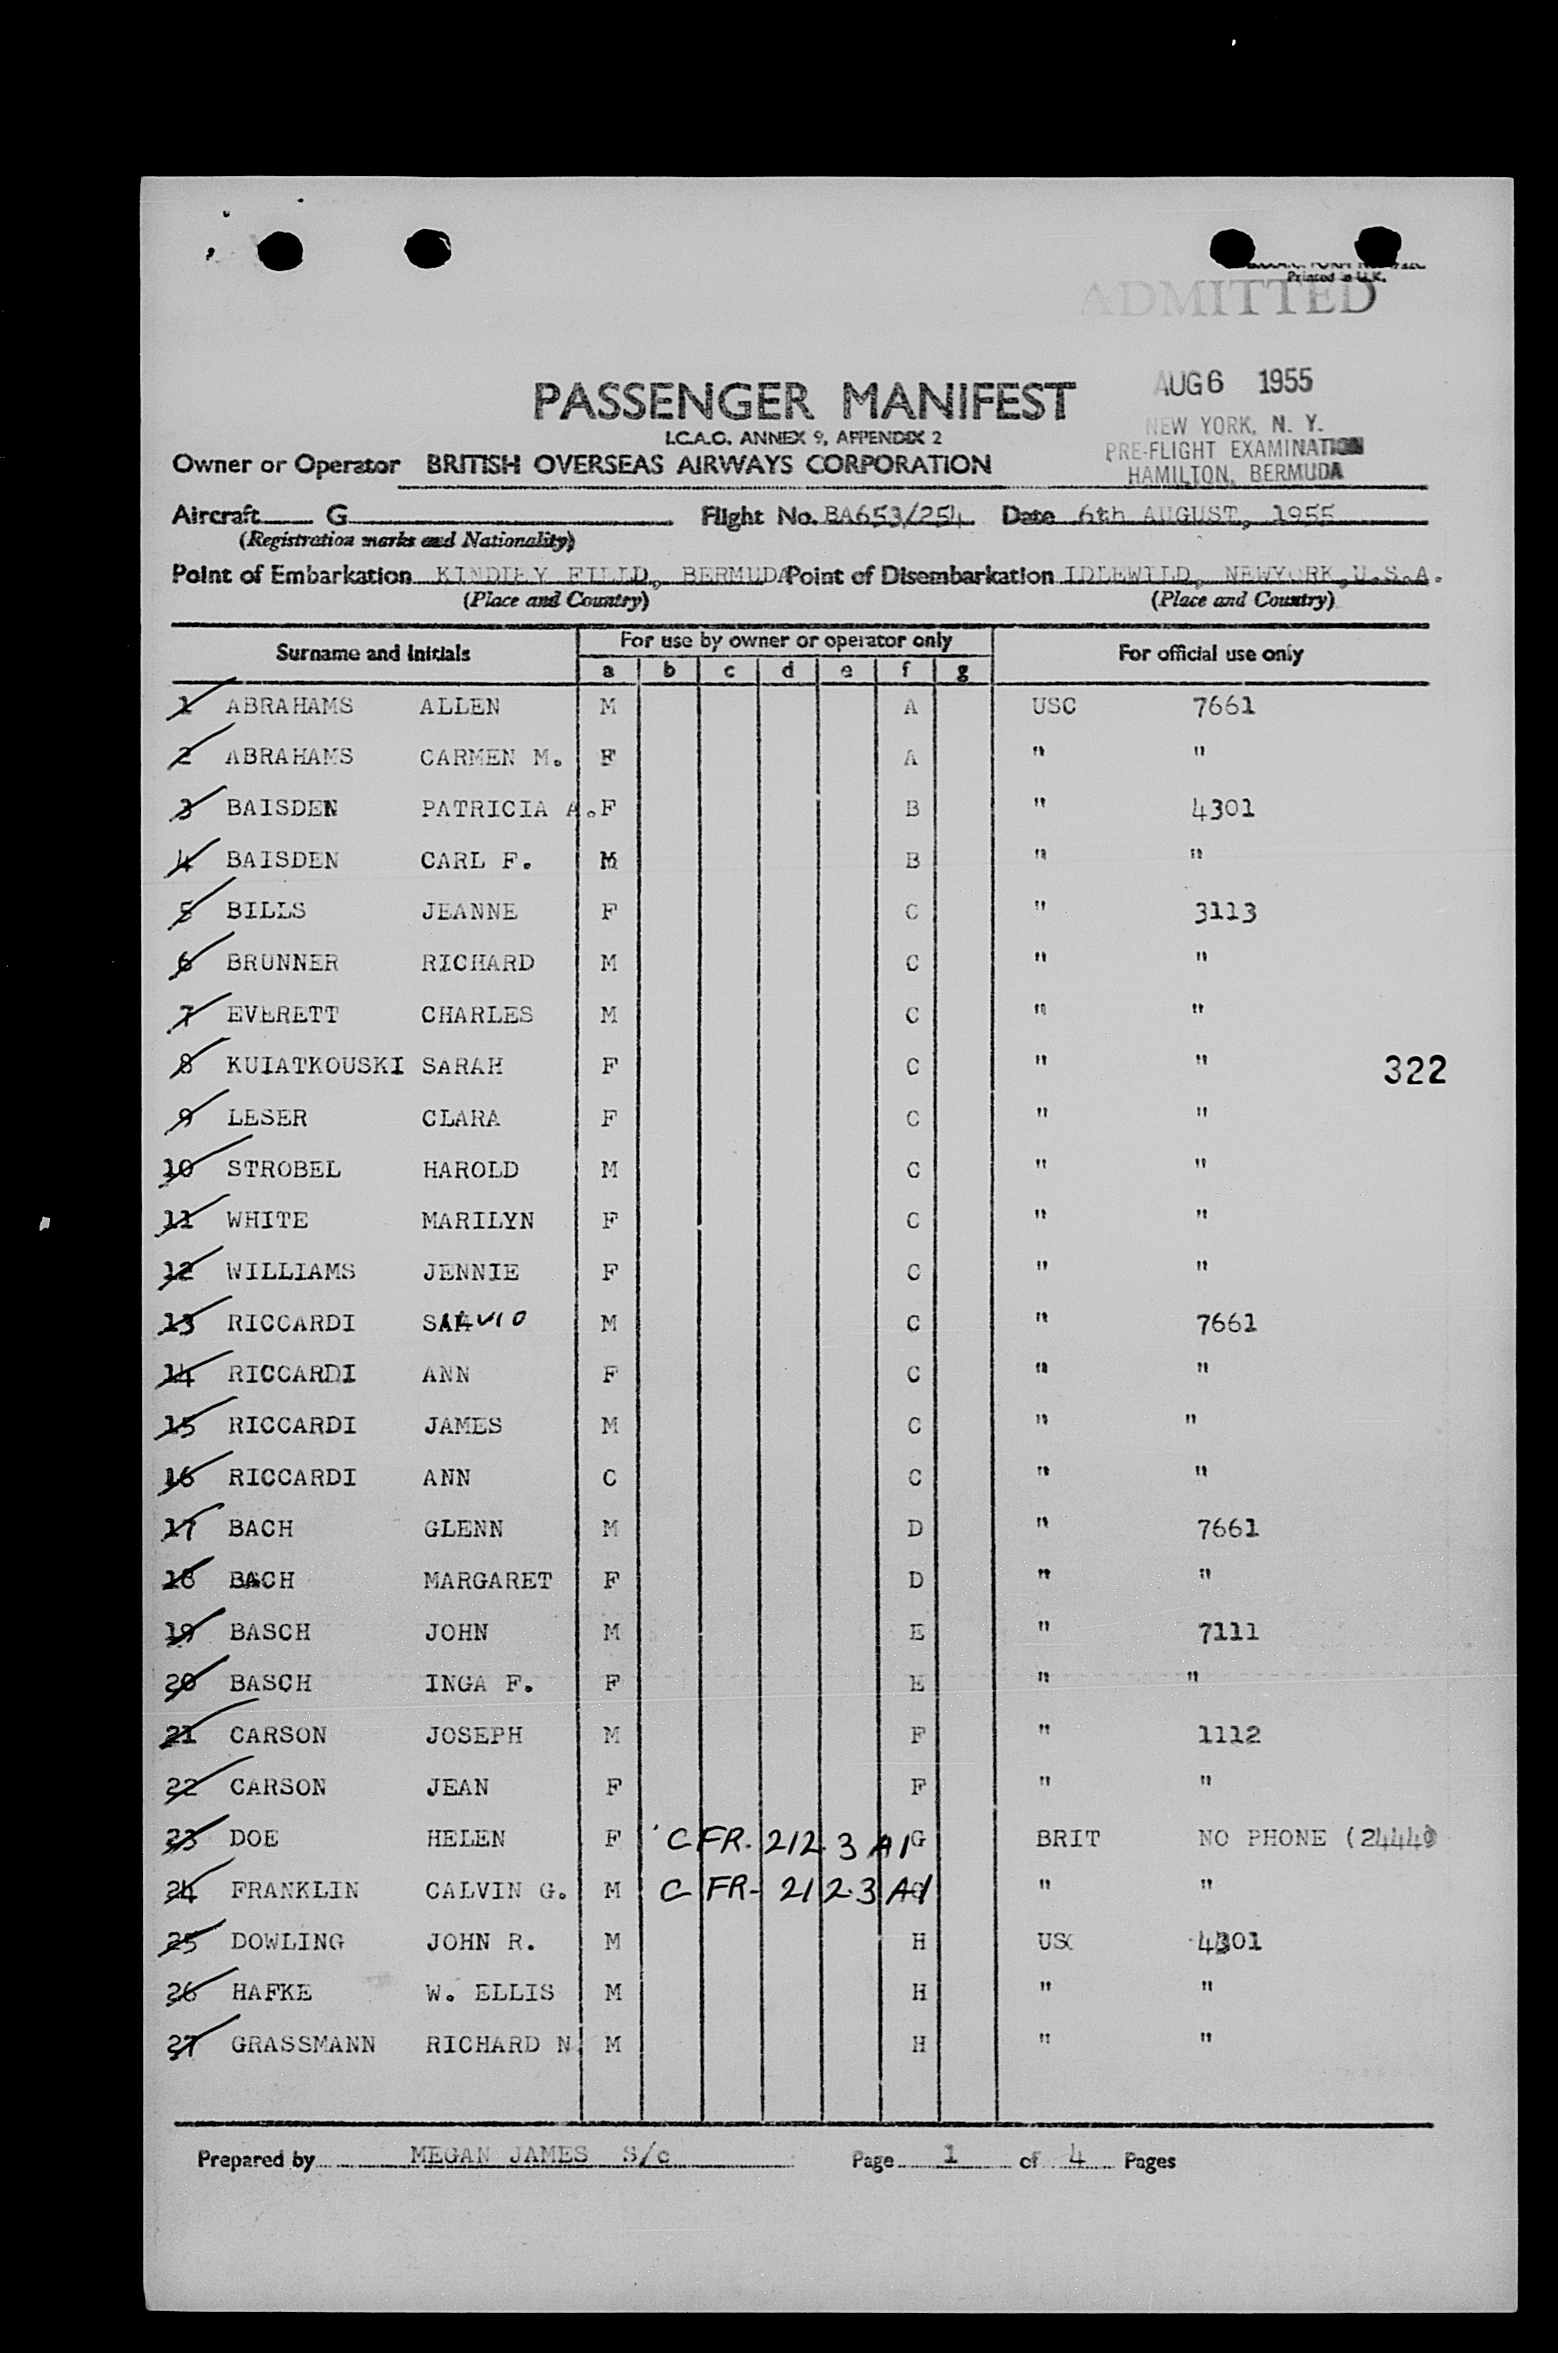 Printed in U.K.
ADMITTED
AUG 6 1955
NEW YORK, N. Y.
PRE-FLIGHT EXAMINATION
HAMILTON, BERMUDA
PASSENGER MANIFEST
I.C.A.O. ANNEX 9, APPENDIX 2
Owner or Operator BRITISH OVERSEAS AIRWAYS CORPORATION
Aircraft G Flight No. BA653/254 Date 6th AUGUST, 1955
(Registration marks and Nationality)
Point of Embarkation KINDLEY FILLD, BERMUDA Point of Disembarkation IDLEWILD, NEWYORK, U.S.A.
(Place and Country) (Place and Country)
Surname and Initials For use by owner or operator only For official use only
a b c d e f g
1 ABRAHAMS ALLEN M A USC 7661
2 ABRAHAMS CARMEN M. F A " "
3 BAISDEN PATRICIA A. F B " 4301
4 BAISDEN CARL F. M B " "
5 BILLS JEANNE F C " 3113
6 BRUNNER RICHARD M C " "
7 EVERETT CHARLES M C " "
8 KUIATKOUSKI SARAH F C " "
322
9 LESER CLARA F C " "
10 STROBEL HAROLD M C " "
11 WHITE MARILYN F C " "
12 WILLIAMS JENNIE F C " "
13 RICCARDI SALVIO M C " 7661
14 RICCARDI ANN F C " "
15 RICCARDI JAMES M C " "
16 RICCARDI ANN C C " "
17 BACH GLENN M D " 7661
18 BACH MARGARET F D " "
19 BASCH JOHN M E " 7111
20 BASCH INGA F. F E " "
21 CARSON JOSEPH M F " 1112
22 CARSON JEAN F F " "
23 DOE HELEN F CFR. 212.3 A1 G BRIT NO PHONE (2444
24 FRANKLIN CALVIN G. M CFR- 212.3 A1 " "
25 DOWLING JOHN R. M H USC 4301
26 HAFKE W. ELLIS M H " "
27 GRASSMANN RICHARD N M H " "
Prepared by MEGAN JAMES S/c Page 1 of 4 Pages